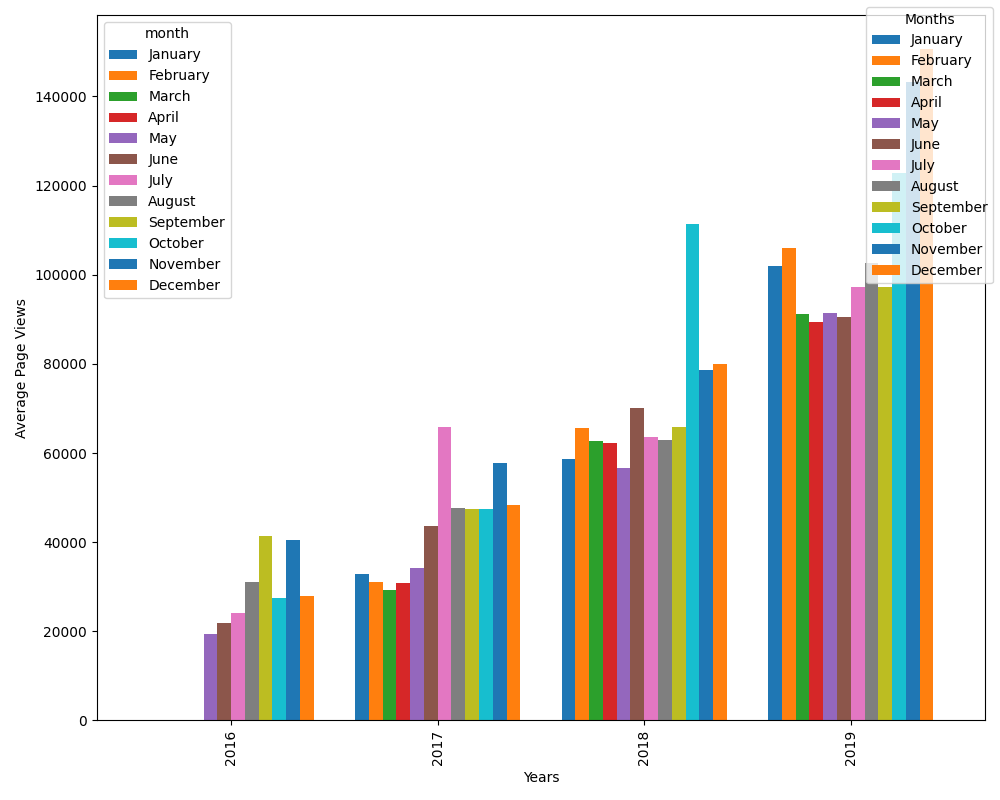 month
January
February
March
April
May
June
July
August
September
October
November
December
Months
January
February
March
April
May
June
July
August
September
October
November
December
Average Page Views
140000
120000
100000
80000
60000
40000
20000
0
2016
2017
2018
2019
Years